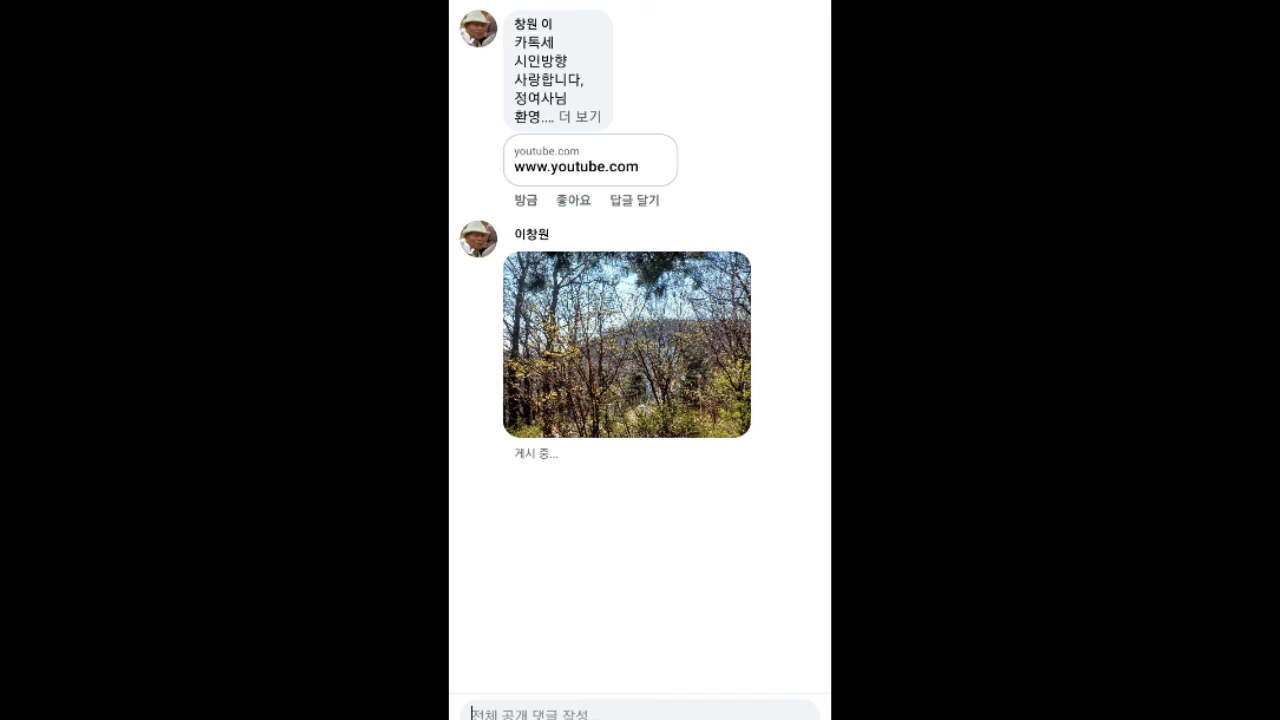 창원 이
카독세
시인방향
사랑합니다,
정여사님
환영.... 더 보기
youtube.com
www.youtube.com
방금 좋아요 답글 달기
이창원
게시 중...
전체 공개 댓글 작성...